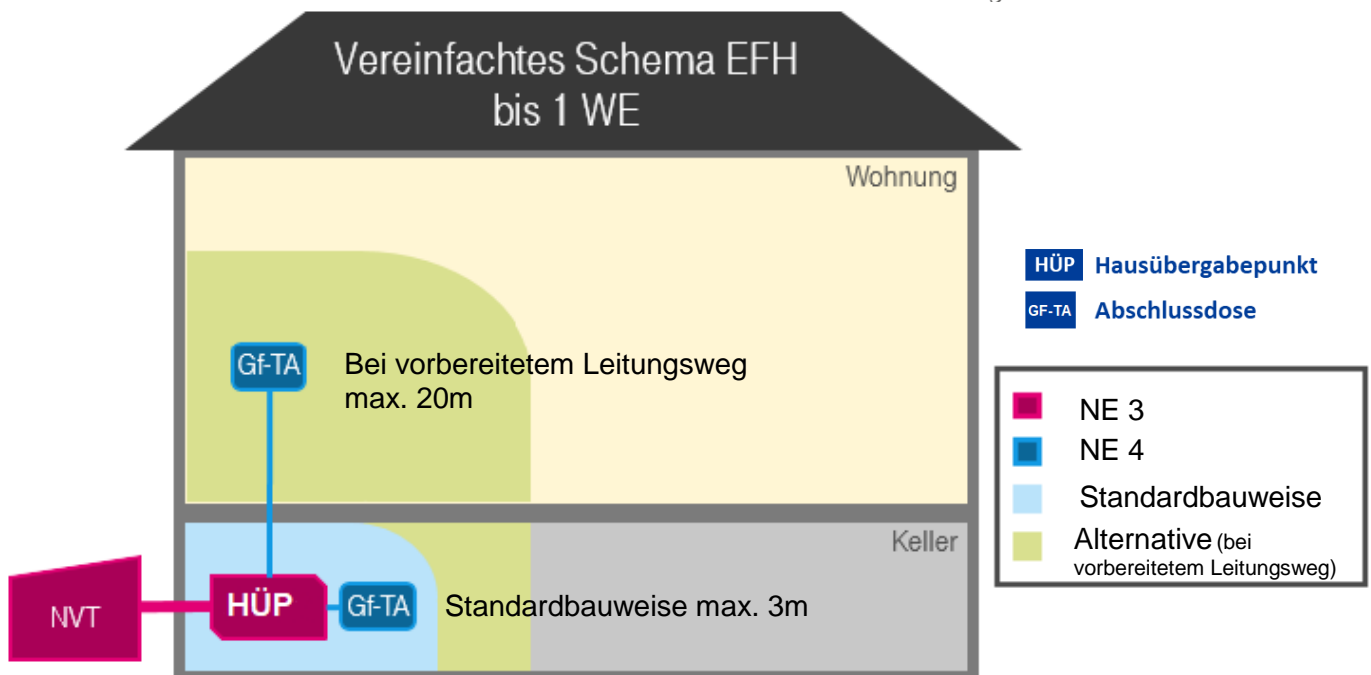 Vereinfachtes Schema EFH
bis 1 WE
Wohnung
HÜP Hausübergabepunkt
GF-TA Abschlussdose
Gf-TA
Bei vorbereitetem Leitungsweg
max. 20m
NE 3
NE 4
Standardbauweise
Alternative (bei
vorbereitetem Leitungsweg)
Keller
NVT
HÜP
Gf-TA
Standardbauweise max. 3m